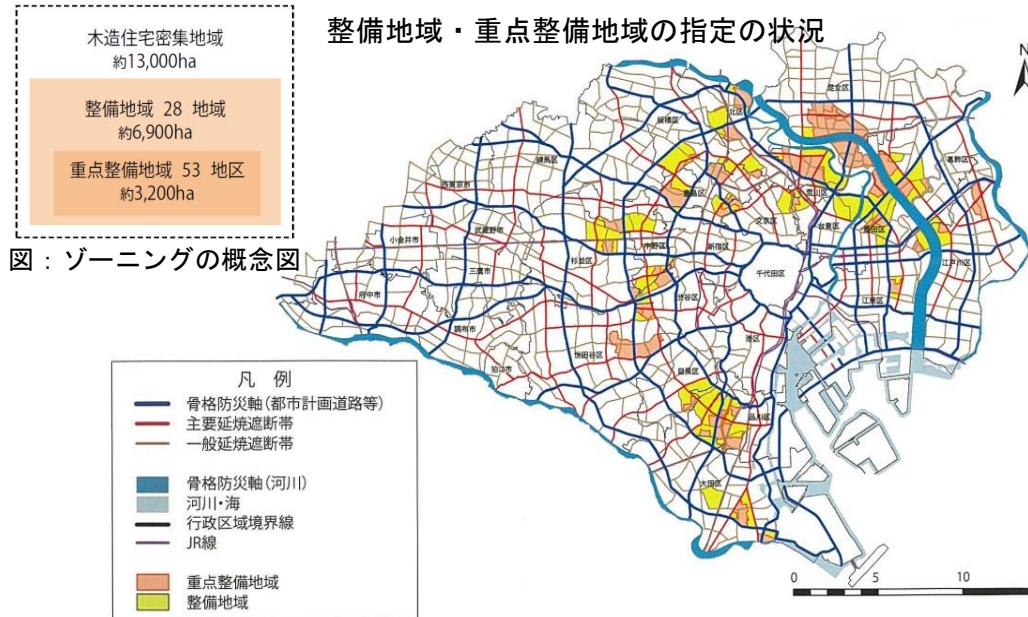 整備地域・重点整備地域の指定の状況
木造住宅密集地域
約13,000ha
整備地域 28 地域
約6,900ha
重点整備地域 53 地区
約3,200ha
図：ゾーニングの概念図
N
足立区
北区
板橋区
葛飾区
練馬区
豊島区
荒川区
西東京市
文京区
台東区
墨田区
武蔵野市
小金井市
中野区
新宿区
杉並区
三鷹市
千代田区
江戸川区
府中市
渋谷区
江東区
調布市
港区
世田谷区
狛江市
目黒区
品川区
大田区
凡 例
骨格防災軸(都市計画道路等)
主要延焼遮断帯
一般延焼遮断帯
骨格防災軸(河川)
河川・海
行政区域境界線
JR線
重点整備地域
整備地域
0 5 10